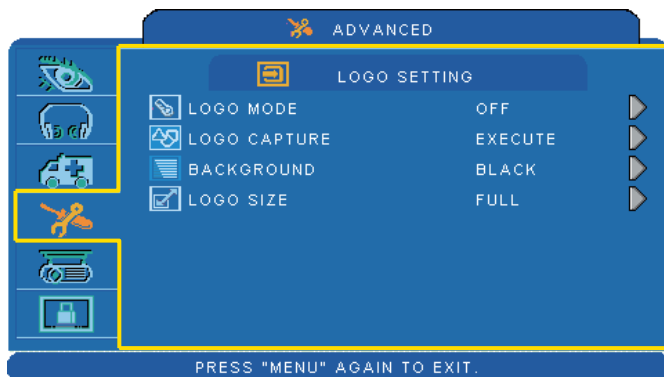 ADVANCED
LOGO SETTING
LOGO MODE OFF
LOGO CAPTURE EXECUTE
BACKGROUND BLACK
LOGO SIZE FULL
PRESS "MENU" AGAIN TO EXIT.